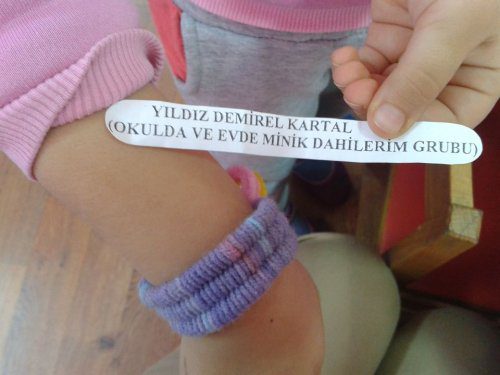 YILDIZ DEMİREL KARTAL
(OKULDA VE EVDE MİNİK DAHİLERİM GRUBU)